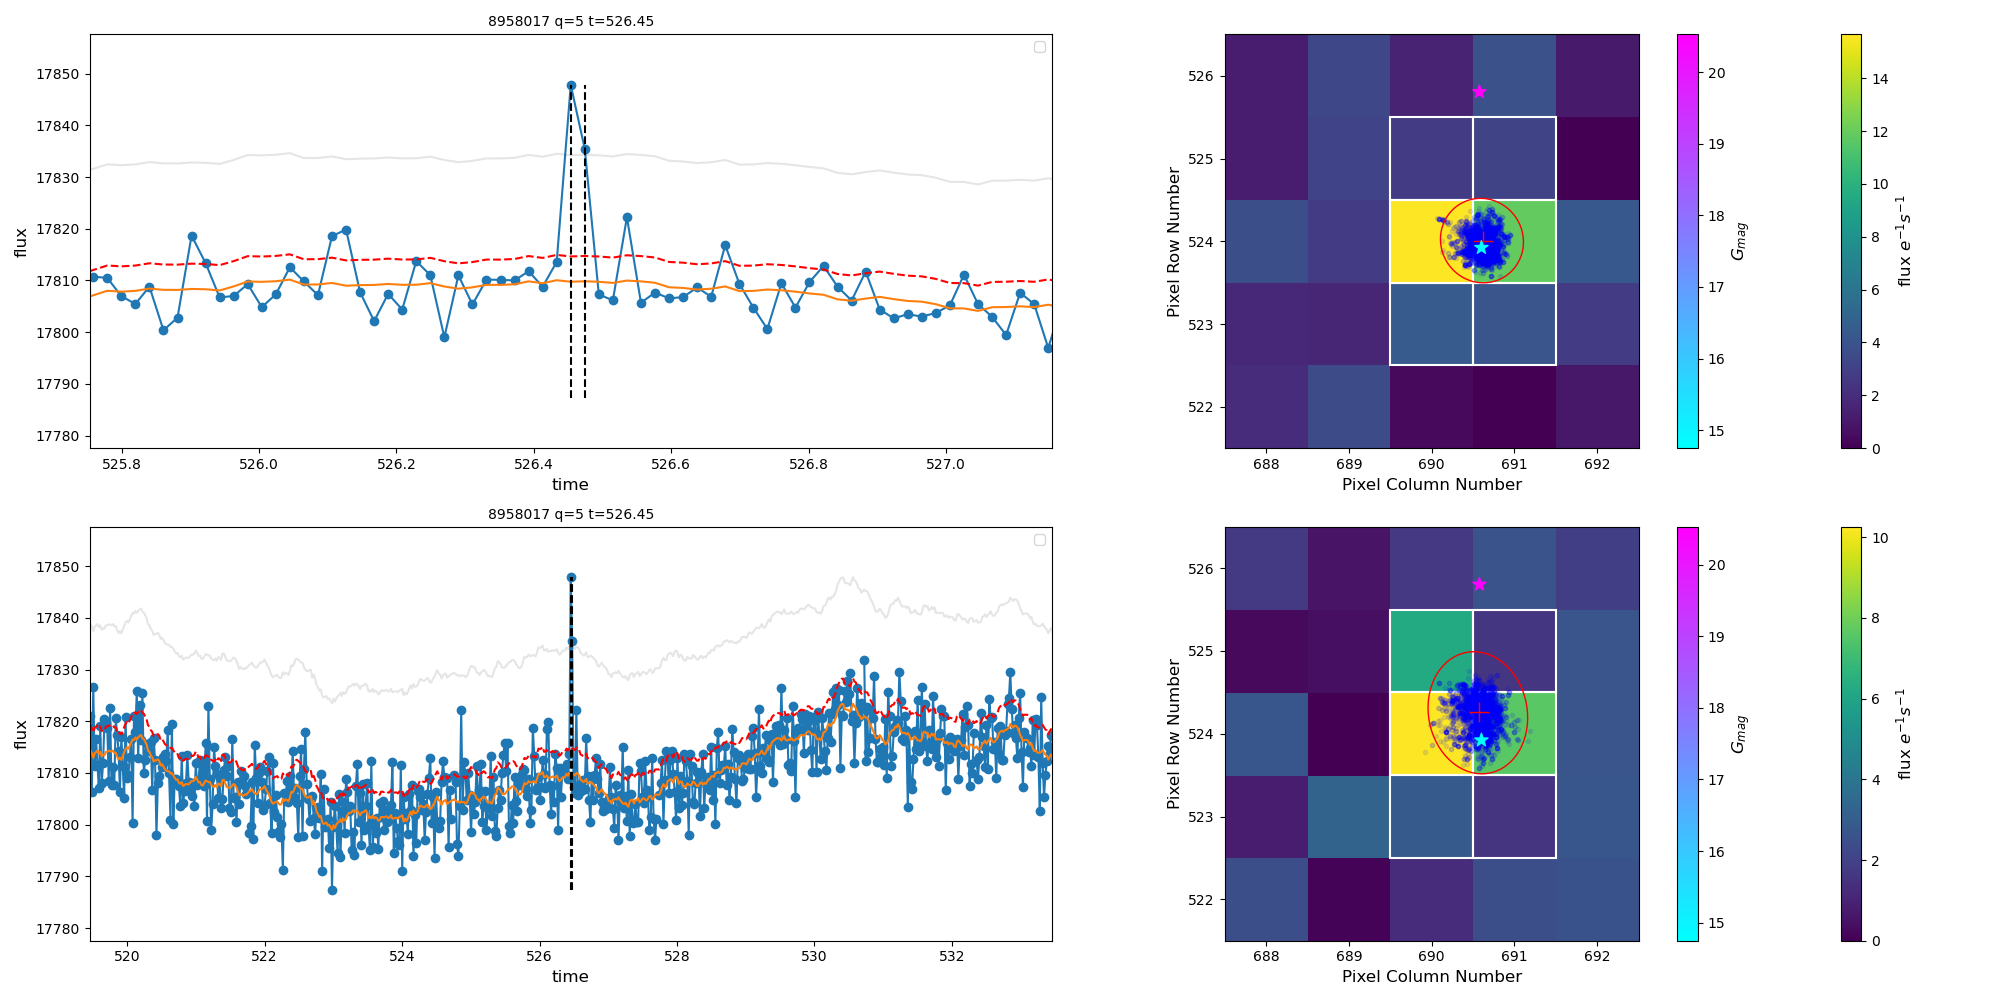 8958017 q=5 t=526.45
flux
17850
17840
17830
17820
17810
17800
17790
17780
525.8 526.0 526.2 526.4 526.6 526.8 527.0
time
Pixel Row Number
526
525
524
523
522
688 689 690 691 692
Pixel Column Number
20
19
18
17
16
15
G_mag
14
12
10
8
6
4
2
0
flux e⁻¹s⁻¹
8958017 q=5 t=526.45
flux
17850
17840
17830
17820
17810
17800
17790
17780
520 522 524 526 528 530 532
time
Pixel Row Number
526
525
524
523
522
688 689 690 691 692
Pixel Column Number
20
19
18
17
16
15
G_mag
10
8
6
4
2
0
flux e⁻¹s⁻¹